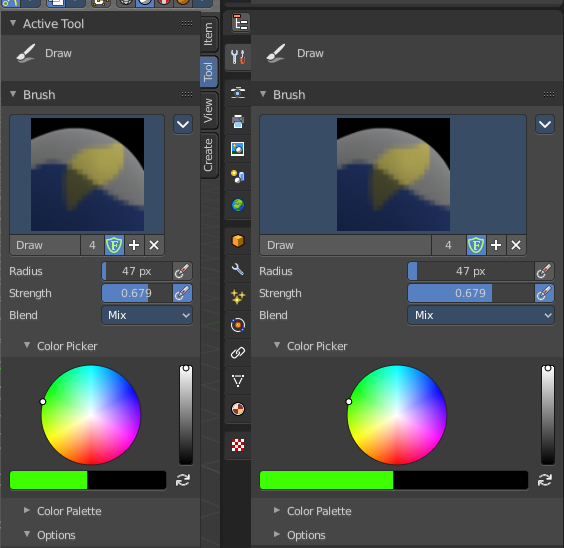 Active Tool
Draw
Brush
Draw 4 F
Radius 47 px
Strength 0.679
Blend Mix
Color Picker
Color Palette
Options
Item
Tool
View
Create
Draw
Brush
Draw 4 F
Radius 47 px
Strength 0.679
Blend Mix
Color Picker
Color Palette
Options